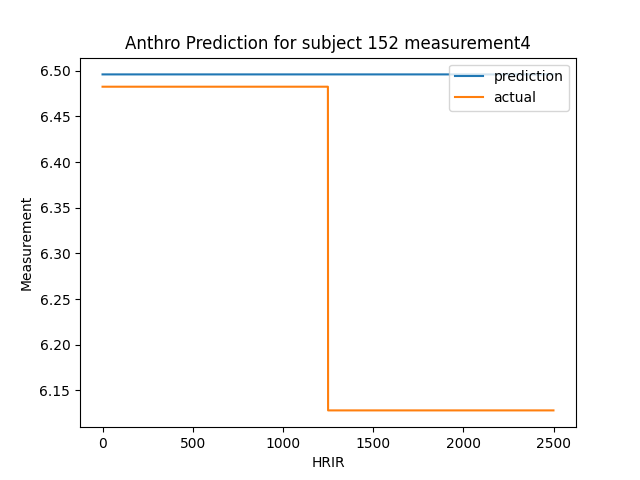 Anthro Prediction for subject 152 measurement4
6.50
6.45
6.40
6.35
6.30
6.25
6.20
6.15
Measurement
prediction
actual
0 500 1000 1500 2000 2500
HRIR